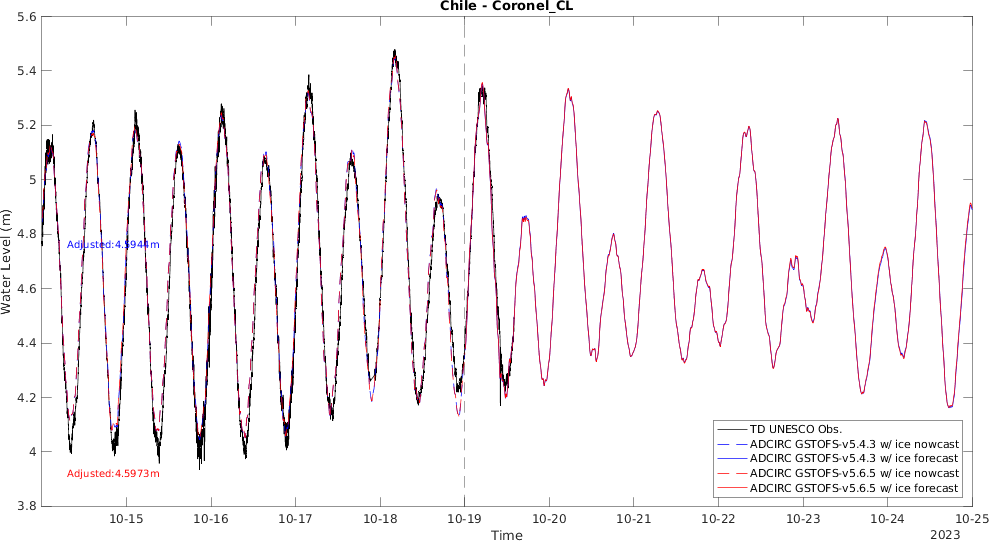 Chile - Coronel_CL
5.6
5.4
5.2
5
4.8
4.6
4.4
4.2
4
3.8
Water Level (m)
Adjusted:4.5944m
Adjusted:4.5973m
TD UNESCO Obs.
ADCIRC GSTOFS-v5.4.3 w/ ice nowcast
ADCIRC GSTOFS-v5.4.3 w/ ice forecast
ADCIRC GSTOFS-v5.6.5 w/ ice nowcast
ADCIRC GSTOFS-v5.6.5 w/ ice forecast
10-15 10-16 10-17 10-18 10-19 10-20 10-21 10-22 10-23 10-24 10-25
Time
2023